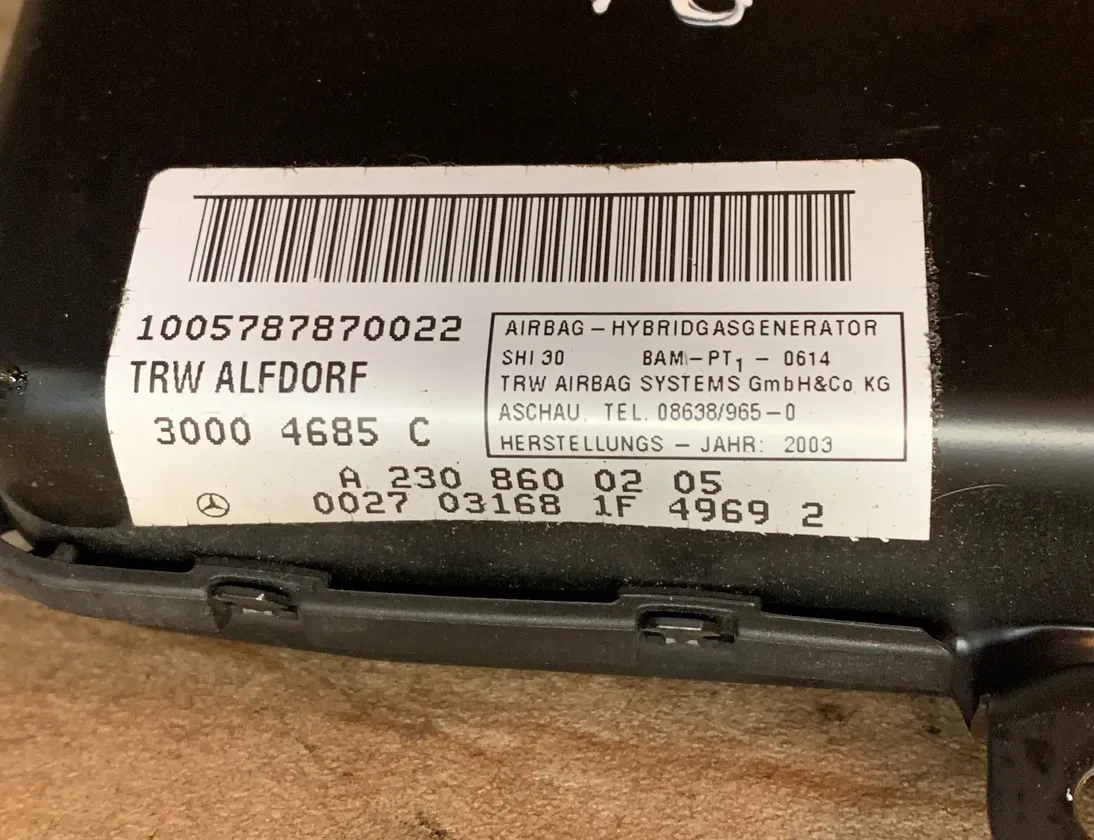 1005787870022
TRW ALFDORF
3000 4685 C
AIRBAG – HYBRIDGASGENERATOR
SHI 30 BAM – PT₁ – 0614
TRW AIRBAG SYSTEMS GmbH&Co. KG
ASCHAU. TEL. 08638/965 – 0
HERSTELLUNGS – JAHR: 2003
A 230 860 02 05
0027 03168 1F 4969 2